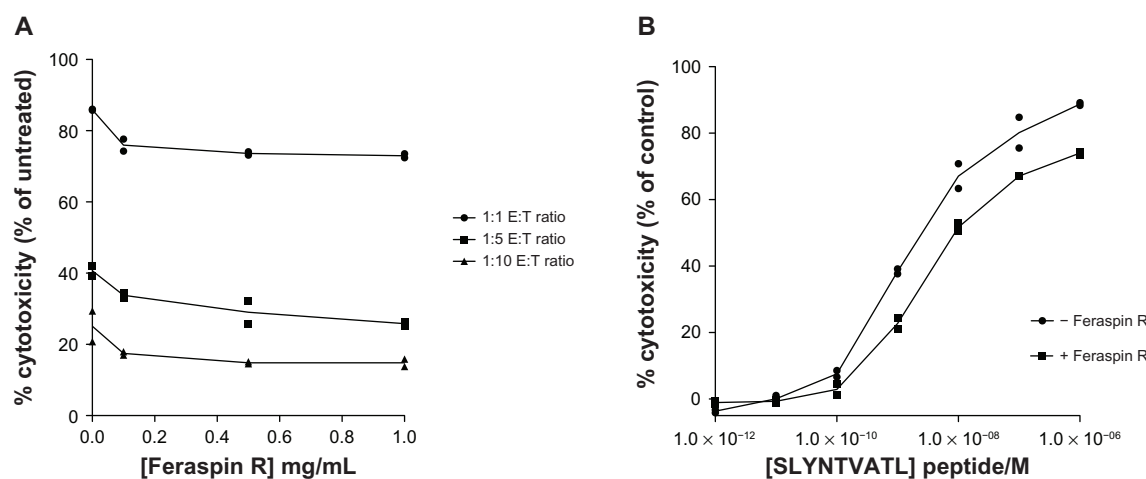 A
% cytotoxicity (% of untreated)
100
80
60
40
20
0
0.0
0.2
0.4
0.6
0.8
1.0
[Feraspin R] mg/mL
1:1 E:T ratio
1:5 E:T ratio
1:10 E:T ratio
B
% cytotoxicity (% of control)
100
80
60
40
20
0
1.0 × 10⁻¹²
1.0 × 10⁻¹⁰
1.0 × 10⁻⁰⁸
1.0 × 10⁻⁰⁶
[SLYNTVATL] peptide/M
– Feraspin R
+ Feraspin R